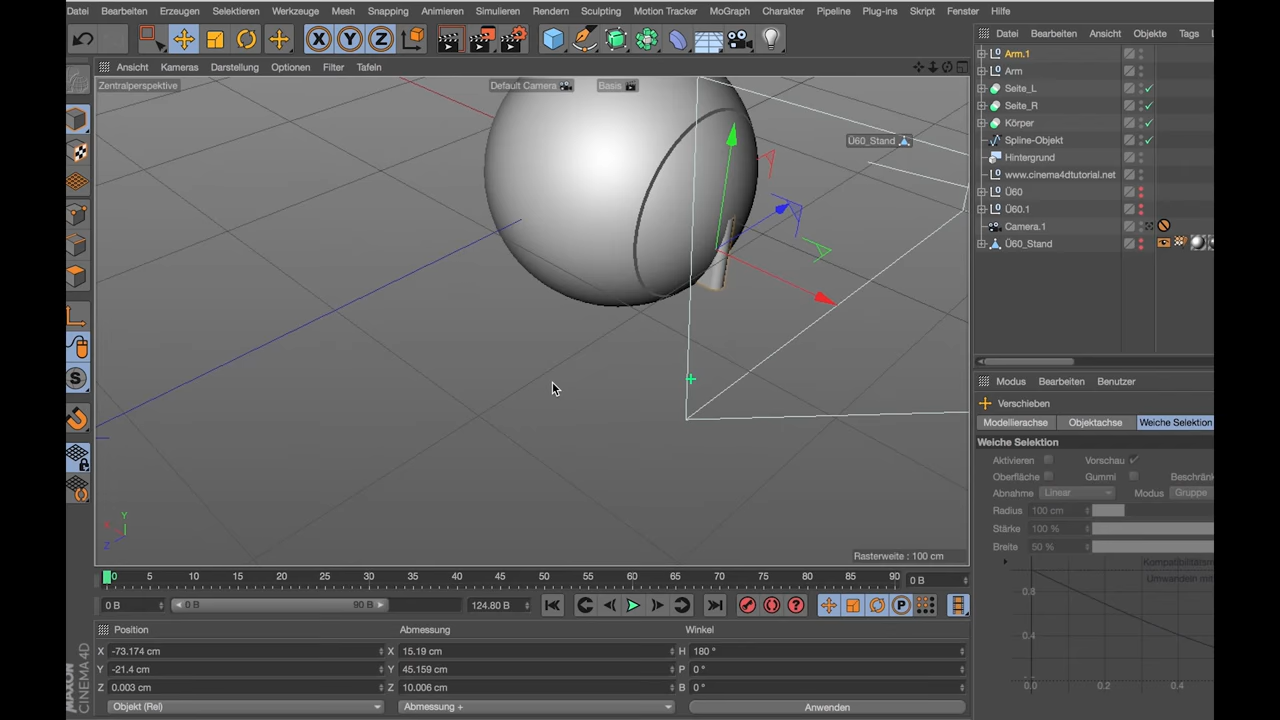 Datei Bearbeiten Erzeugen Selektieren Werkzeuge Mesh Snapping Animieren Simulieren Rendern Sculpting Motion Tracker MoGraph Charakter Pipeline Plug-ins Skript Fenster Hilfe
X Y Z
Datei Bearbeiten Ansicht Objekte Tags
Arm.1
Arm
Seite_L
Seite_R
Körper
Spline-Objekt
Hintergrund
www.cinema4dtutorial.net
Ü60
Ü60.1
Camera.1
Ü60_Stand
Ansicht Kameras Darstellung Optionen Filter Tafeln
Zentralperspektive
Default Camera
Basis
Ü60_Stand
Y
X
Z
Rasterweite : 100 cm
Modus Bearbeiten Benutzer
Verschieben
Modellierachse Objektachse Weiche Selektion
Weiche Selektion
Aktivieren Vorschau
Oberfläche Gummi Beschränk
Abnahme Linear Modus Gruppe
Radius 100 cm
Stärke 100 %
Breite 50 %
Kompatibilitätsm
Umwandeln mit
0.8
0.4
0.0 0.2 0.4
0 5 10 15 20 25 30 35 40 45 50 55 60 65 70 75 80 85 90 0 B
0 B 0 B 90 B 124.80 B
Position Abmessung Winkel
X -73.174 cm X 15.19 cm H 180 °
Y -21.4 cm Y 45.159 cm P 0 °
Z 0.003 cm Z 10.006 cm B 0 °
Objekt (Rel) Abmessung + Anwenden
MAXON
CINEMA 4D